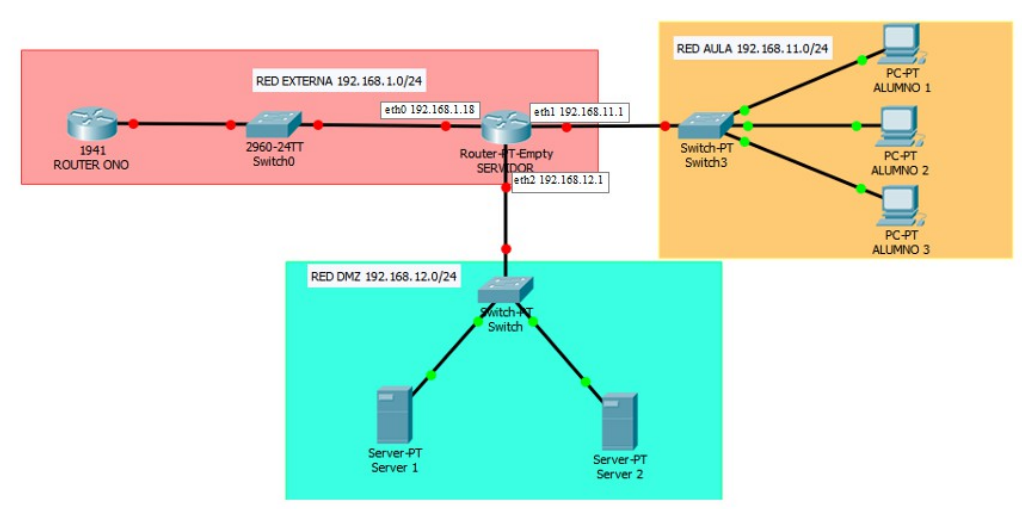 RED EXTERNA 192.168.1.0/24
eth0 192.168.1.18
eth1 192.168.11.1
1941
ROUTER ONO
2960-24TT
Switch0
Router-PT-Empty
SERVIDOR
eth2 192.168.12.1
RED AULA 192.168.11.0/24
Switch-PT
Switch3
PC-PT
ALUMNO 1
PC-PT
ALUMNO 2
PC-PT
ALUMNO 3
RED DMZ 192.168.12.0/24
Switch-PT
Switch
Server-PT
Server 1
Server-PT
Server 2